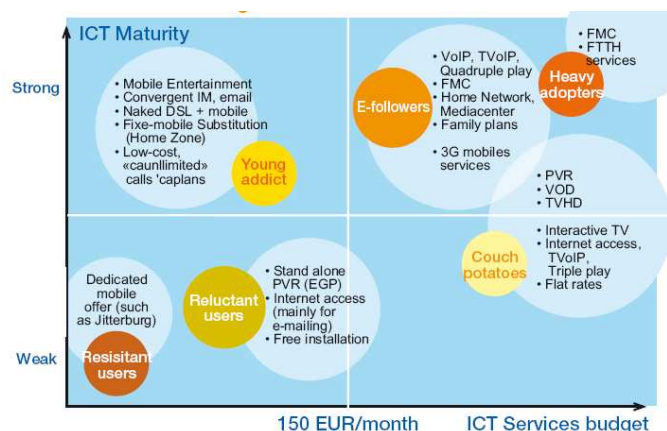 ICT Maturity
Strong
Weak
• Mobile Entertainment
• Convergent IM, email
• Naked DSL + mobile
• Fixe-mobile Substitution
(Home Zone)
• Low-cost,
«caunllimited»
calls 'caplans
Young
addict
E-followers
• VoIP, TVoIP,
Quadruple play
• FMC
• Home Network,
Mediacenter
• Family plans
• 3G mobiles
services
Heavy
adopters
• FMC
• FTTH
services
Dedicated
mobile
offer (such
as Jitterburg)
Resisitant
users
Reluctant
users
• Stand alone
PVR (EGP)
• Internet access
(mainly for
e-mailing)
• Free installation
Couch
potatoes
• PVR
• VOD
• TVHD
• Interactive TV
• Internet access,
TVoIP,
Triple play
• Flat rates
150 EUR/month
ICT Services budget